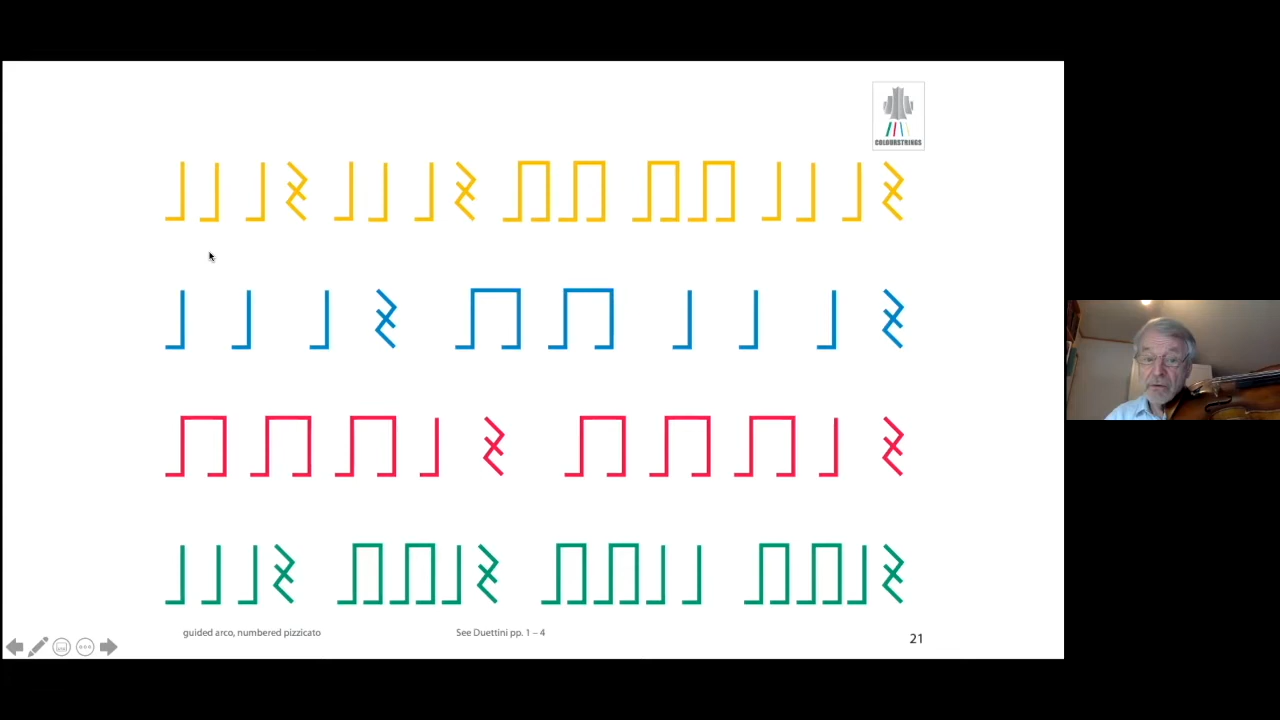 COLOURSTRINGS
guided arco, numbered pizzicato
See Duettini pp. 1 – 4
21